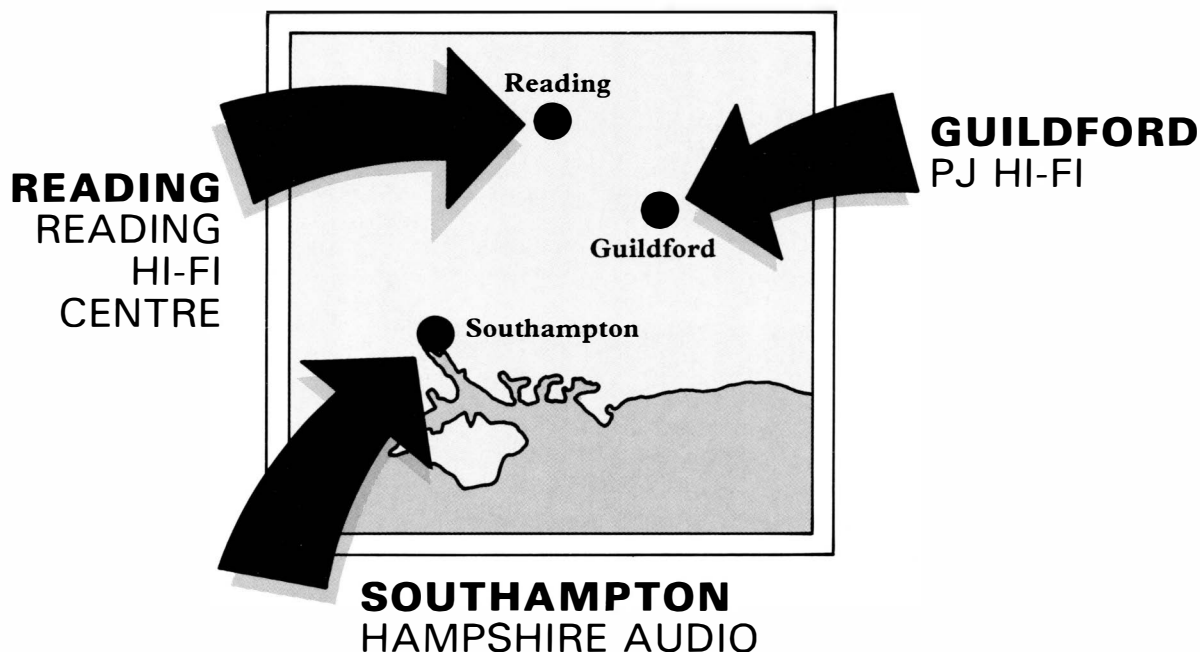 Reading
GUILDFORD
PJ HI-FI
READING
READING
HI-FI
CENTRE
Guildford
Southampton
SOUTHAMPTON
HAMPSHIRE AUDIO